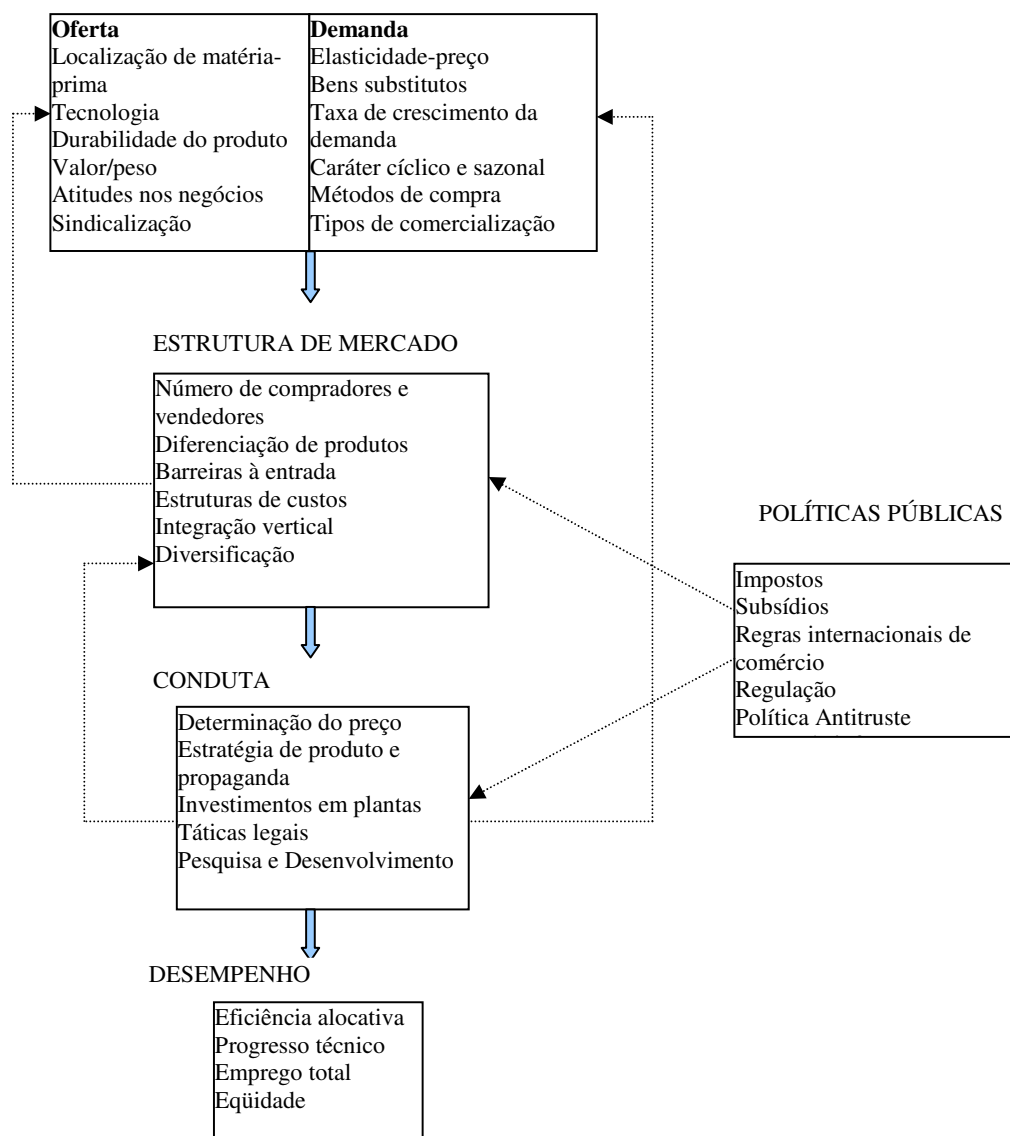 Oferta
Localização de matéria-
prima
Tecnologia
Durabilidade do produto
Valor/peso
Atitudes nos negócios
Sindicalização
Demanda
Elasticidade-preço
Bens substitutos
Taxa de crescimento da
demanda
Caráter cíclico e sazonal
Métodos de compra
Tipos de comercialização
ESTRUTURA DE MERCADO
Número de compradores e
vendedores
Diferenciação de produtos
Barreiras à entrada
Estruturas de custos
Integração vertical
Diversificação
POLÍTICAS PÚBLICAS
Impostos
Subsídios
Regras internacionais de
comércio
Regulação
Política Antitruste
CONDUTA
Determinação do preço
Estratégia de produto e
propaganda
Investimentos em plantas
Táticas legais
Pesquisa e Desenvolvimento
DESEMPENHO
Eficiência alocativa
Progresso técnico
Emprego total
Eqüidade